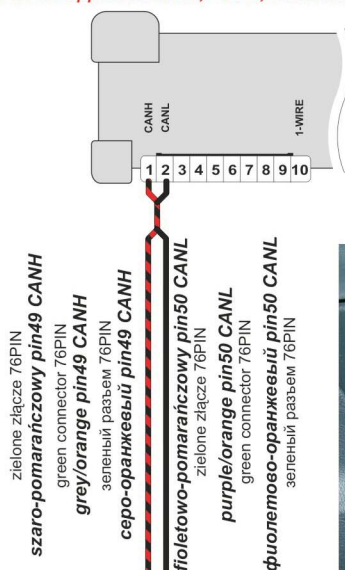 CANH
CANL
1-WIRE
1 2 3 4 5 6 7 8 9 10
zielone złącze 76PIN
szaro-pomarańczowy pin49 CANH
green connector 76PIN
grey/orange pin49 CANH
зеленый разъем 76PIN
серо-оранжевый pin49 CANH
fioletowo-pomarańczowy pin50 CANL
zielone złącze 76PIN
purple/orange pin50 CANL
green connector 76PIN
фиолетово-оранжевый pin50 CANL
зеленый разъем 76PIN